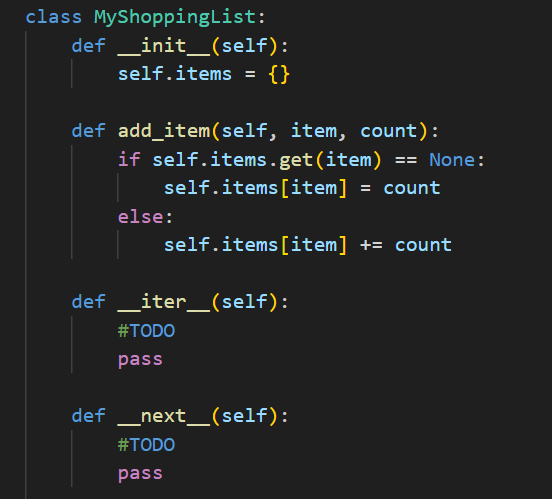 class MyShoppingList:
    def __init__(self):
        self.items = {}

    def add_item(self, item, count):
        if self.items.get(item) == None:
            self.items[item] = count
        else:
            self.items[item] += count

    def __iter__(self):
        #TODO
        pass

    def __next__(self):
        #TODO
        pass